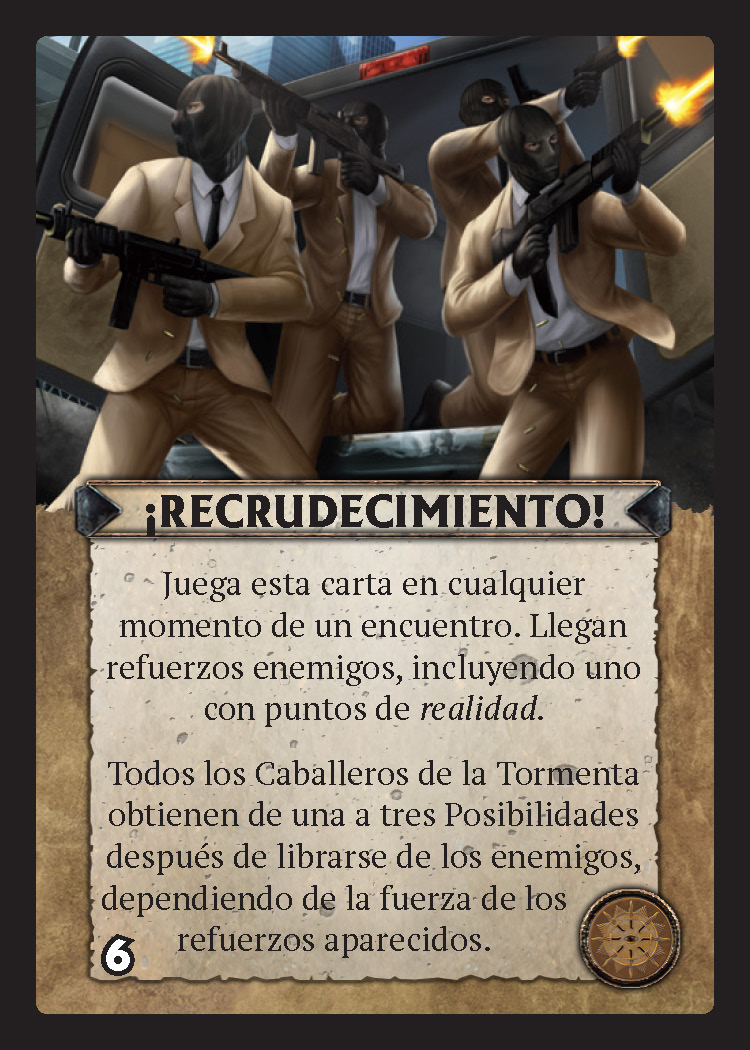 ¡RECRUDECIMIENTO!
Juega esta carta en cualquier
momento de un encuentro. Llegan
refuerzos enemigos, incluyendo uno
con puntos de realidad.
Todos los Caballeros de la Tormenta
obtienen de una a tres Posibilidades
después de librarse de los enemigos,
dependiendo de la fuerza de los
refuerzos aparecidos.
6